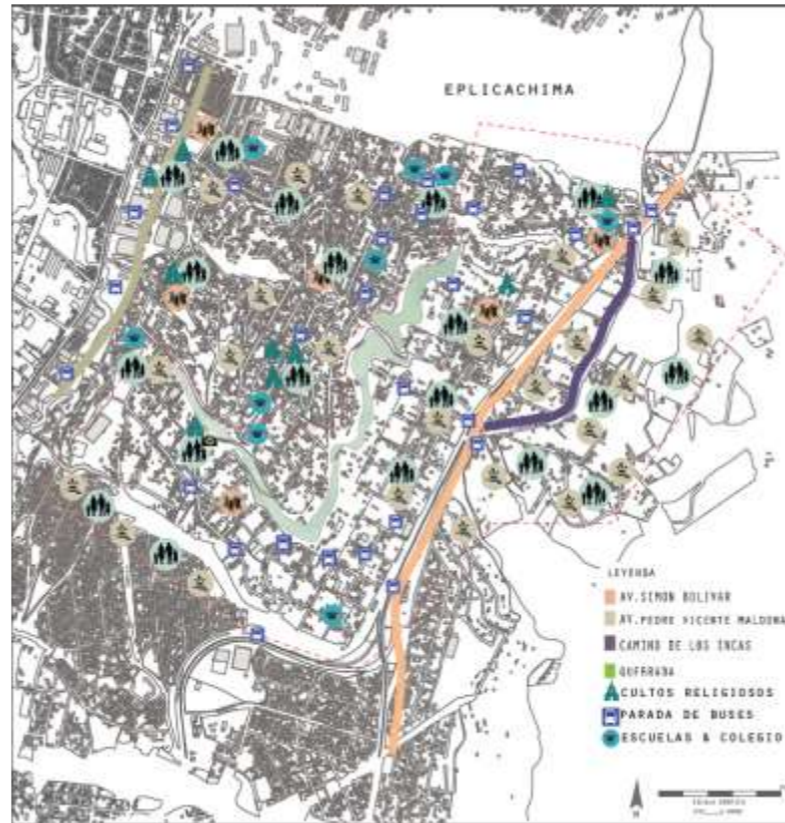 EPLICACHIMA
LEYENDA
AV.SIMON BOLIVAR
AV.PEDRE VICENTE MALDONA
CAMINO DE LOS INCAS
QUEBRADA
CULTOS RELIGIOSOS
PARADA DE BUSES
ESCUELAS & COLEGIO
N